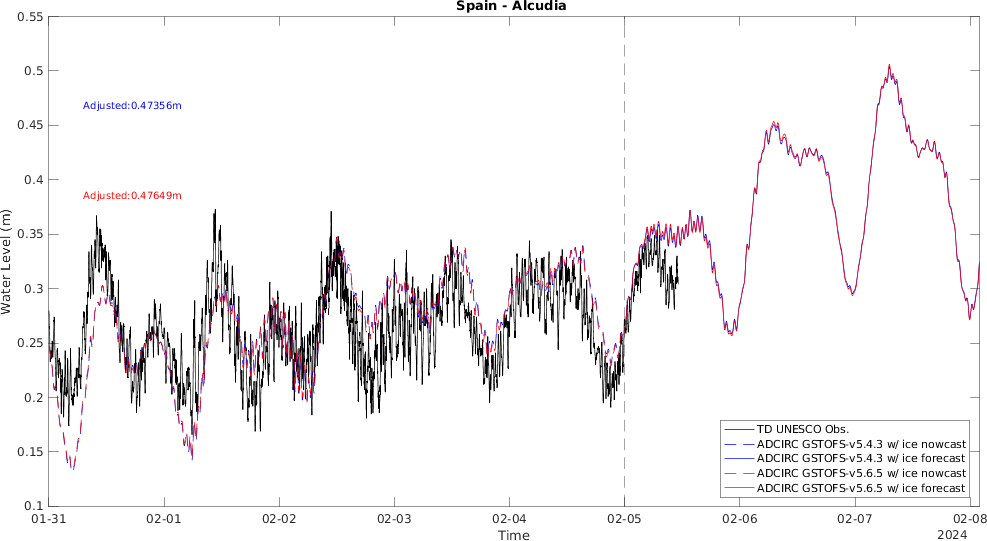 Spain - Alcudia
0.55
0.5
0.45
0.4
0.35
0.3
0.25
0.2
0.15
0.1
Water Level (m)
Adjusted:0.47356m
Adjusted:0.47649m
TD UNESCO Obs.
ADCIRC GSTOFS-v5.4.3 w/ ice nowcast
ADCIRC GSTOFS-v5.4.3 w/ ice forecast
ADCIRC GSTOFS-v5.6.5 w/ ice nowcast
ADCIRC GSTOFS-v5.6.5 w/ ice forecast
01-31 02-01 02-02 02-03 02-04 02-05 02-06 02-07 02-08
Time
2024